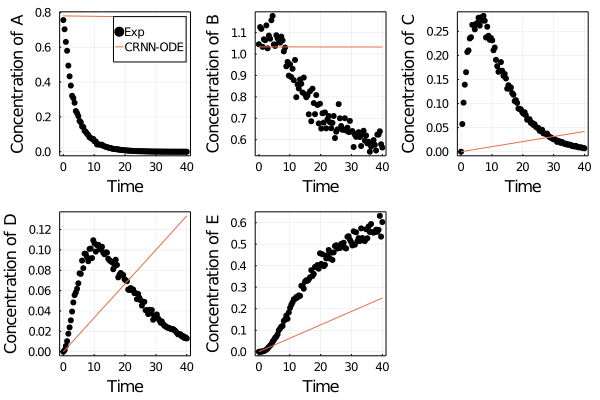 Concentration of A
0.8
0.6
0.4
0.2
0.0
0 10 20 30 40
Time
Exp
CRNN-ODE
Concentration of B
1.1
1.0
0.9
0.8
0.7
0.6
0 10 20 30 40
Time
Concentration of C
0.25
0.20
0.15
0.10
0.05
0.00
0 10 20 30 40
Time
Concentration of D
0.12
0.10
0.08
0.06
0.04
0.02
0.00
0 10 20 30 40
Time
Concentration of E
0.6
0.5
0.4
0.3
0.2
0.1
0.0
0 10 20 30 40
Time